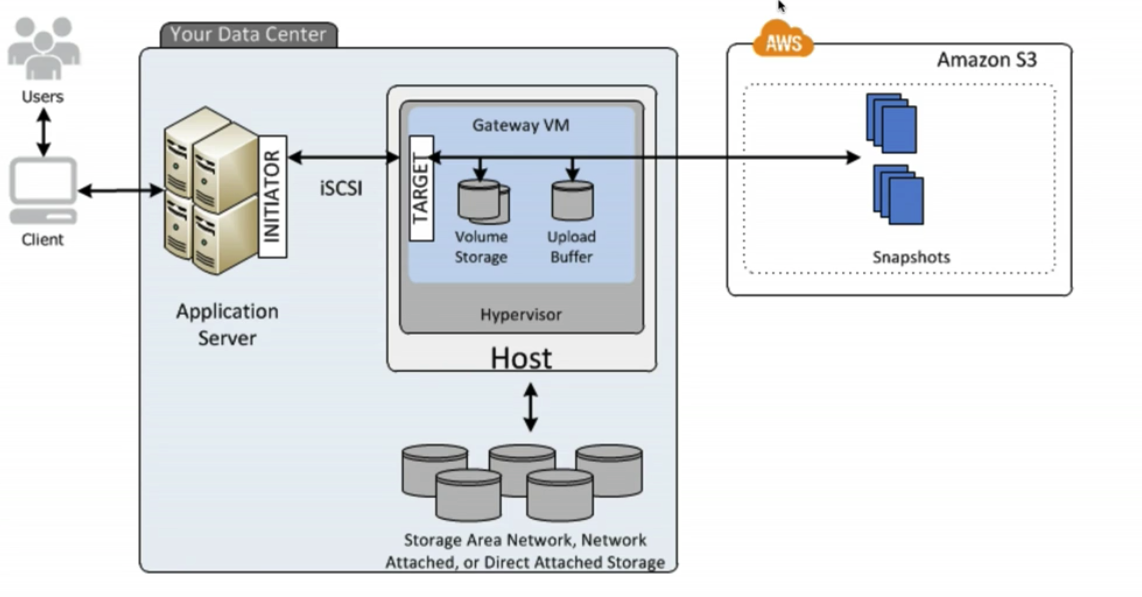 Your Data Center
AWS
Amazon S3
Users
Client
INITIATOR
iSCSI
TARGET
Gateway VM
Volume
Storage
Upload
Buffer
Hypervisor
Host
Application
Server
Snapshots
Storage Area Network, Network
Attached, or Direct Attached Storage